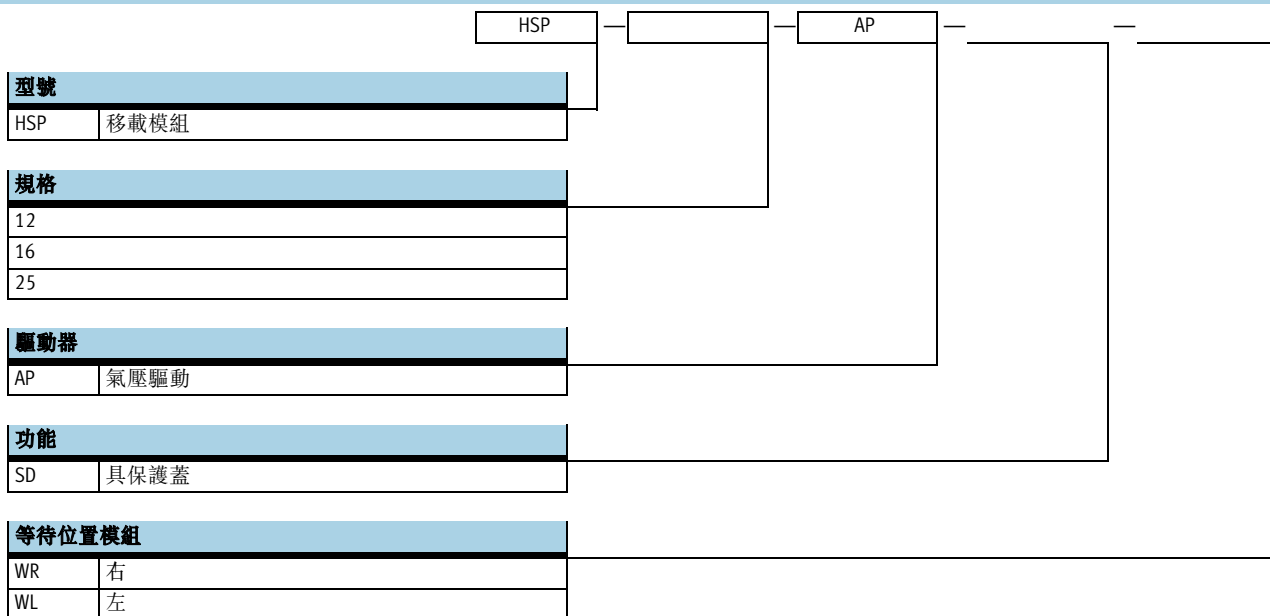 HSP — — AP — —
型號
HSP 移載模組
規格
12
16
25
驅動器
AP 氣壓驅動
功能
SD 具保護蓋
等待位置模組
WR 右
WL 左